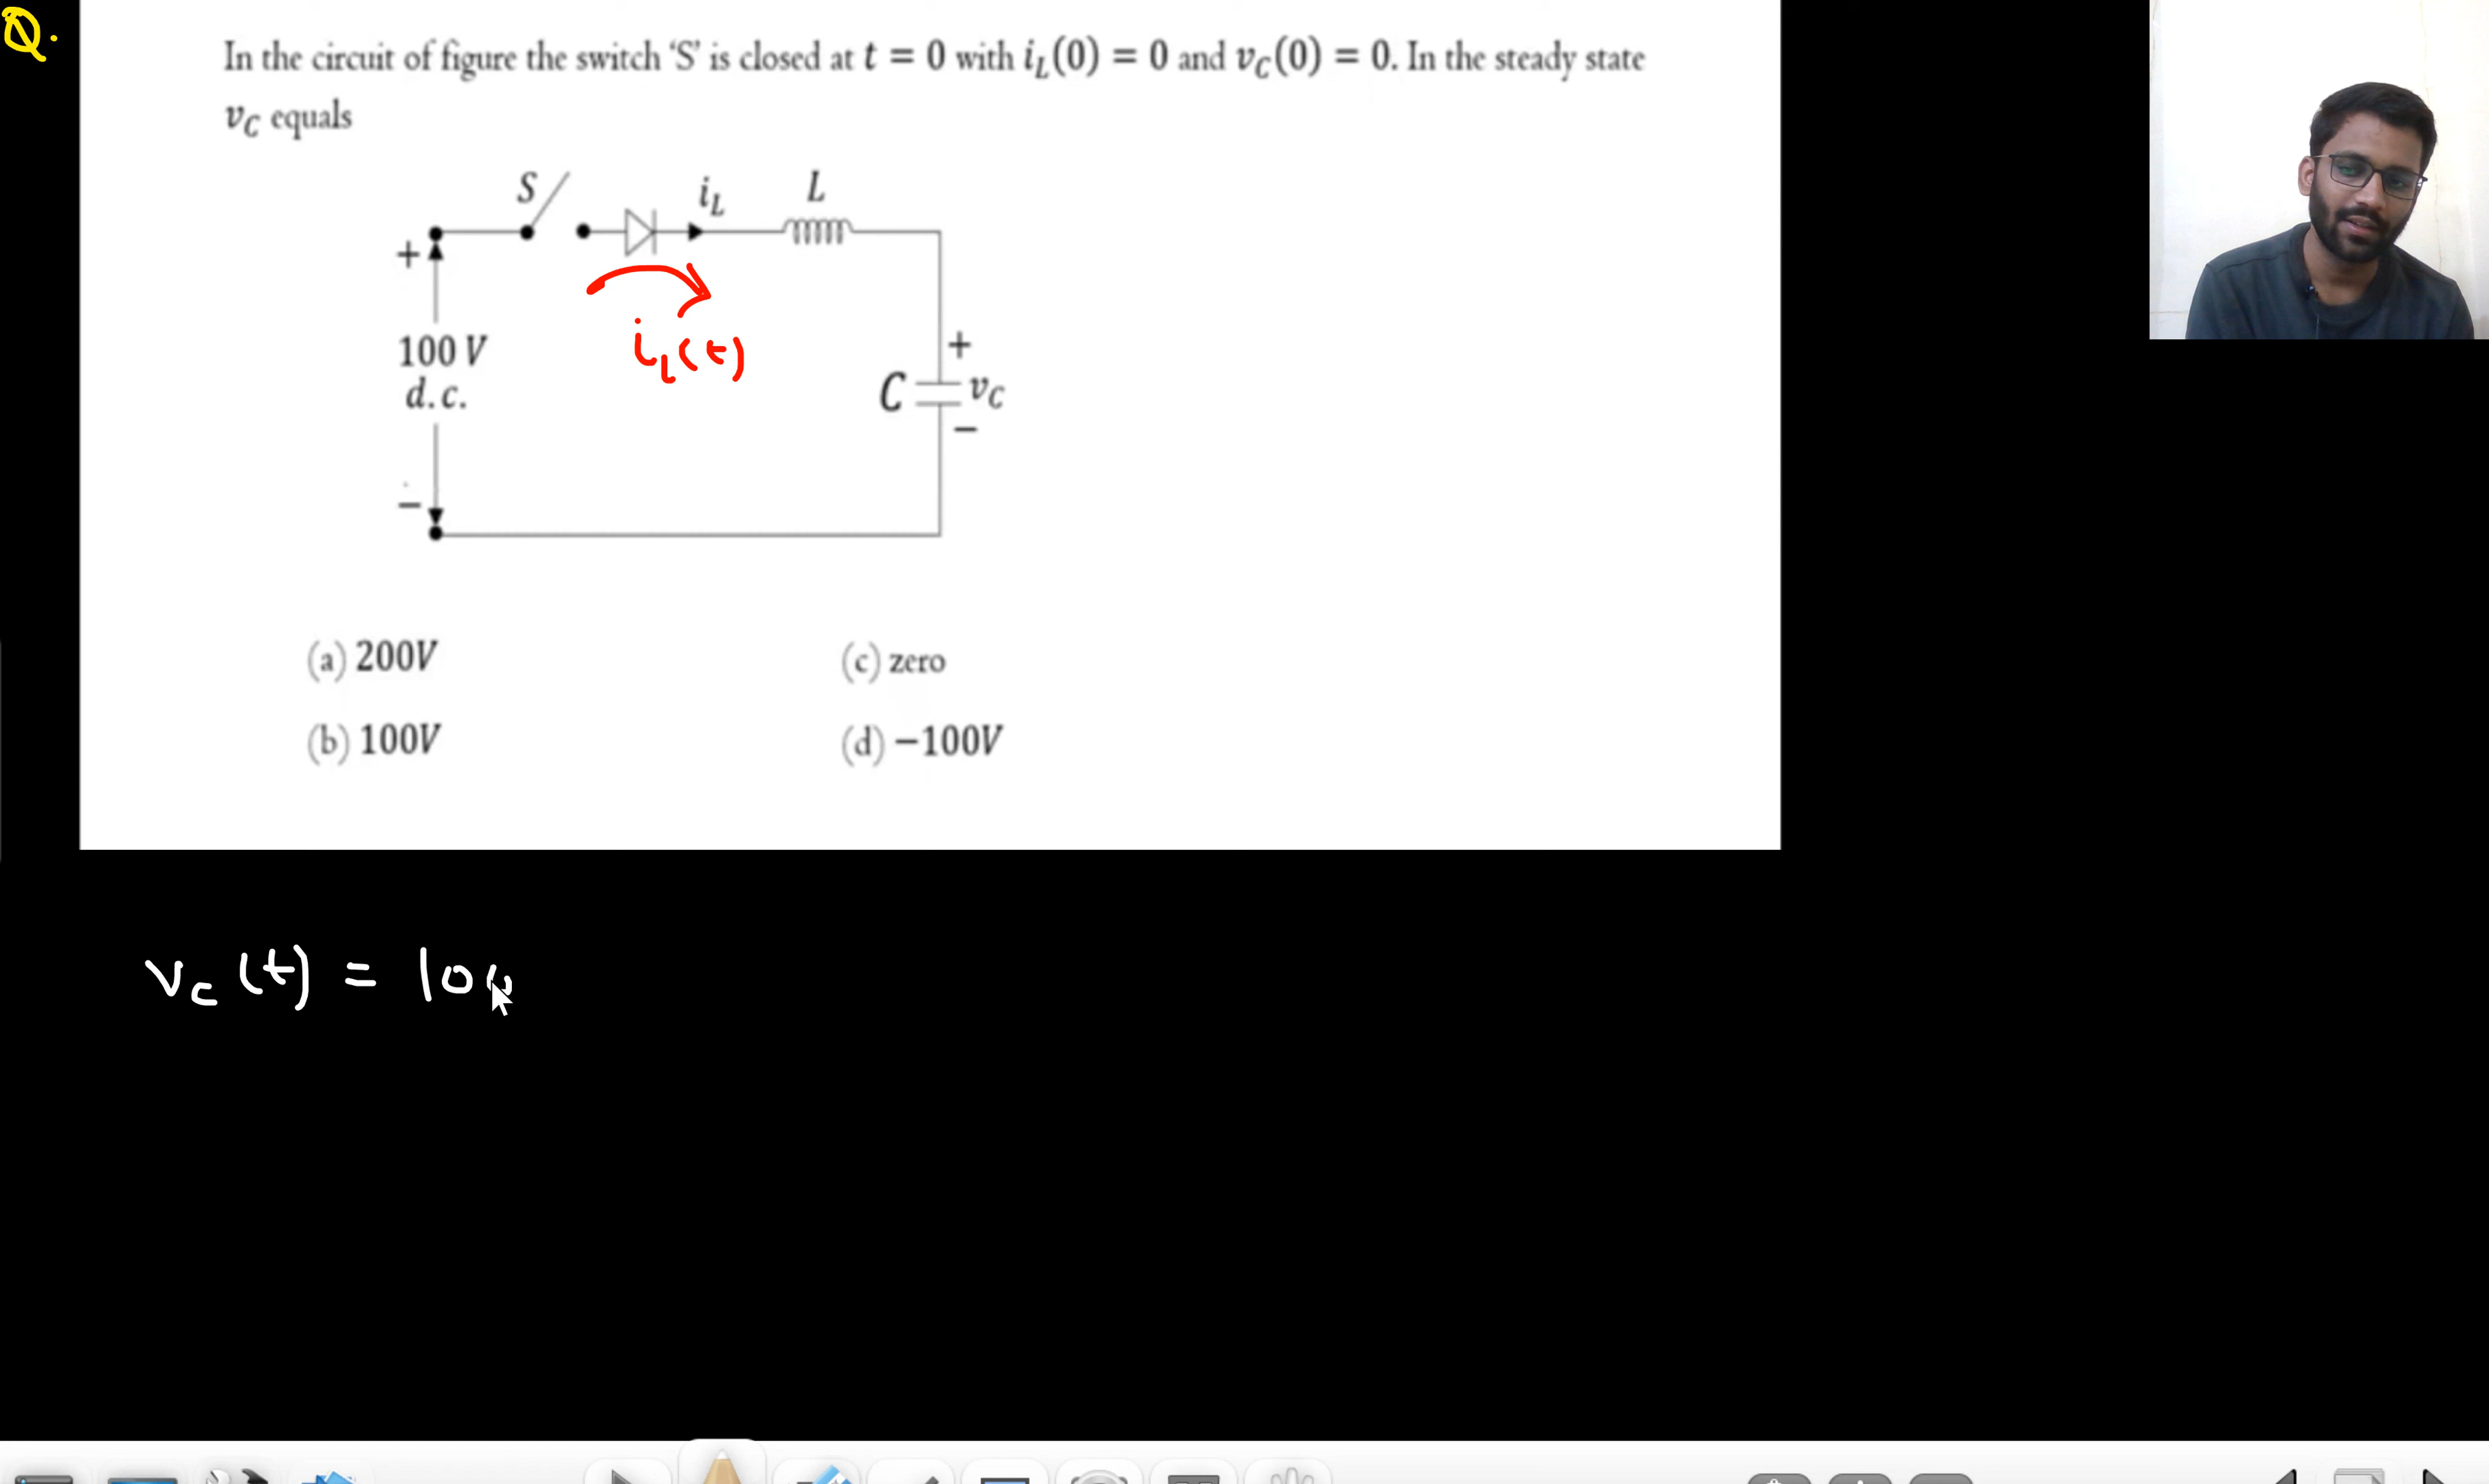 Q.
In the circuit of figure the switch ‘S’ is closed at t = 0 with i_L(0) = 0 and v_C(0) = 0. In the steady state
v_C equals
S
i_L
L
+
100 V
d.c.
−
i_L(t)
+
C
v_C
−
(a) 200V
(c) zero
(b) 100V
(d) −100V
v_c(t) = 100